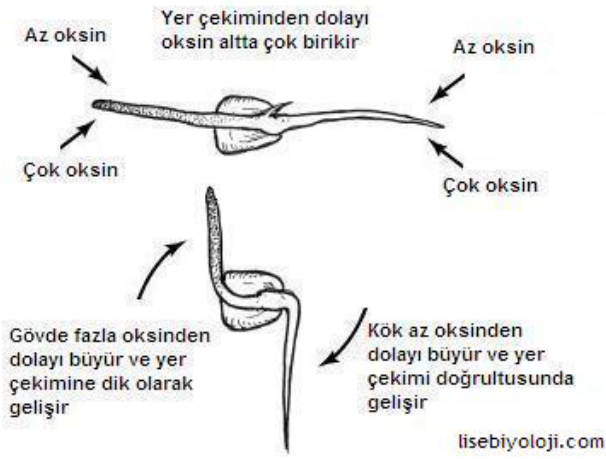 Yer çekiminden dolayı
oksin altta çok birikir
Az oksin
Az oksin
Çok oksin
Çok oksin
Gövde fazla oksinden
dolayı büyür ve yer
çekimine dik olarak
gelişir
Kök az oksinden
dolayı büyür ve yer
çekimi doğrultusunda
gelişir
lisebiyoloji.com